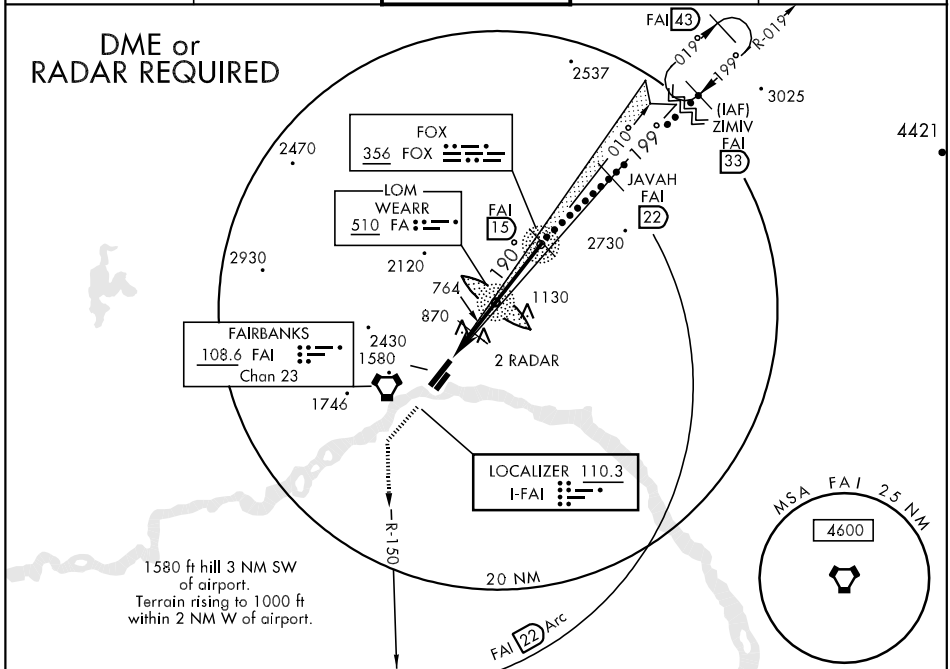 DME or
RADAR REQUIRED
FAI 43
019°
R-019
199°
2537
3025
(IAF)
ZIMIV
FAI
33
4421
FOX
356 FOX
2470
010°
199°
JAVAH
FAI
22
LOM
WEARR
510 FA
FAI
15
190°
2730
2930
2120
764
1130
870
FAIRBANKS
108.6 FAI
Chan 23
2430
1580
2 RADAR
1746
LOCALIZER 110.3
I-FAI
R-150
MSA FAI 25 NM
4600
1580 ft hill 3 NM SW
of airport.
Terrain rising to 1000 ft
within 2 NM W of airport.
20 NM
FAI 22 Arc